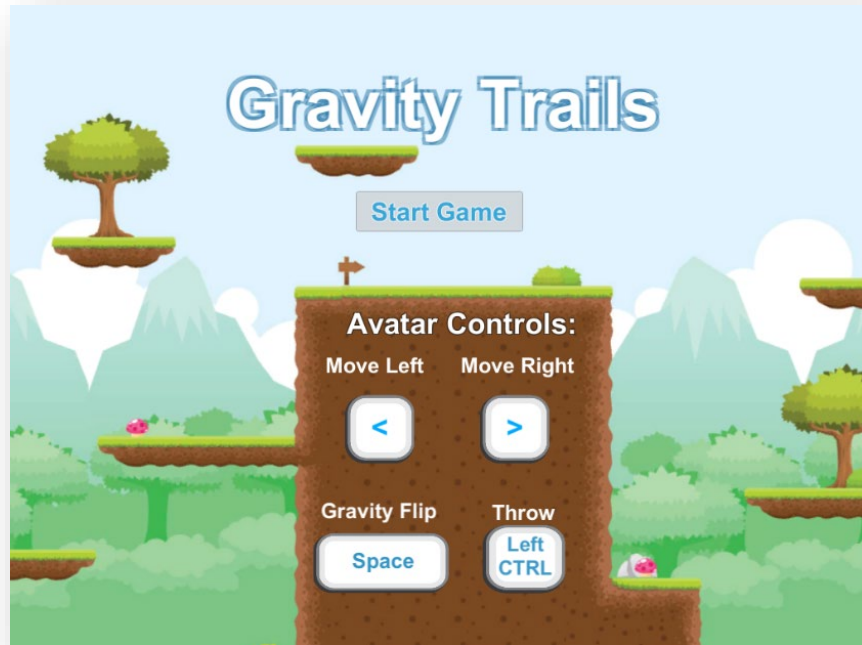 Gravity Trails
Start Game
Avatar Controls:
Move Left Move Right
< >
Gravity Flip Throw
Space Left
CTRL